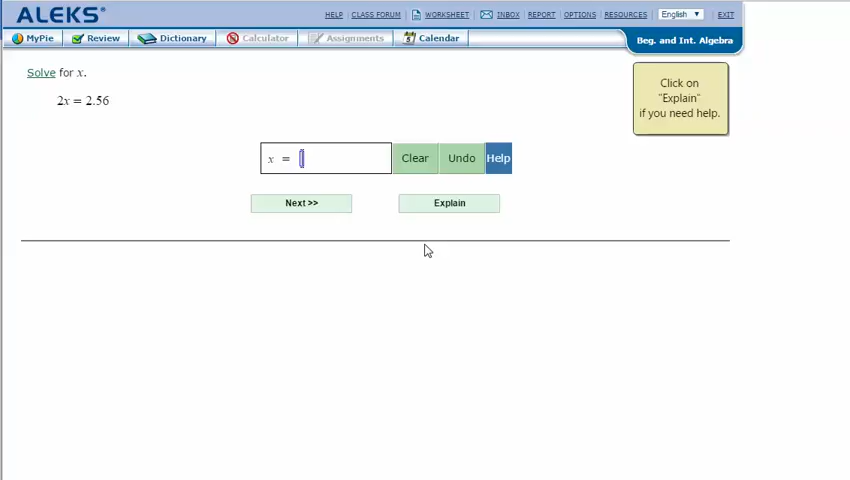 ALEKS®
HELP | CLASS FORUM | WORKSHEET | INBOX | REPORT | OPTIONS | RESOURCES | English ▼ | EXIT
MyPie | Review | Dictionary | Calculator | Assignments | 5 Calendar
Beg. and Int. Algebra
Solve for x.
2x = 2.56
Click on
"Explain"
if you need help.
x =
Clear Undo Help
Next >> Explain